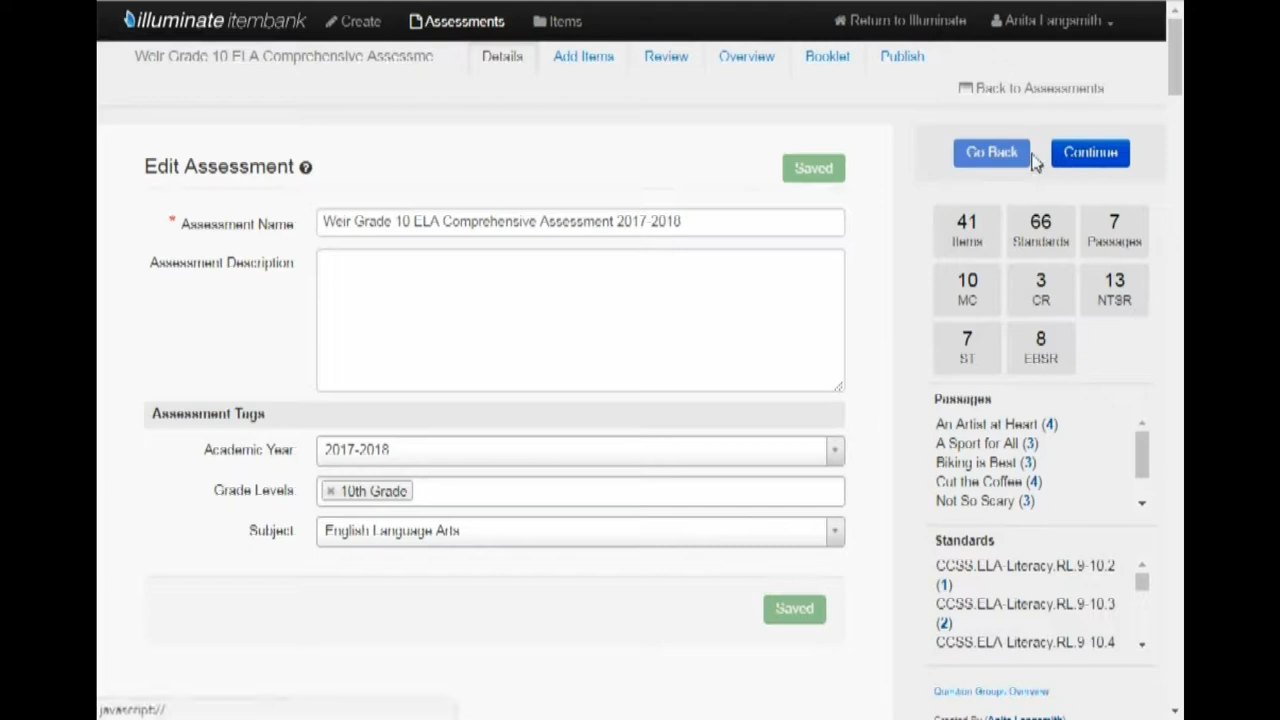 illuminate itembank Create Assessments Items Return to Illuminate Anita Langsmith
Weir Grade 10 ELA Comprehensive Assessme Details Add Items Review Overview Booklet Publish
Back to Assessments
Edit Assessment Saved Go Back Continue
* Assessment Name Weir Grade 10 ELA Comprehensive Assessment 2017-2018
Assessment Description
41 66 7
Items Standards Passages
10 3 13
MC CR NTSR
7 8
ST EBSR
Assessment Tags
Academic Year 2017-2018
Grade Levels 10th Grade
Subject English Language Arts
Saved
Passages
An Artist at Heart (4)
A Sport for All (3)
Biking is Best (3)
Cut the Coffee (4)
Not So Scary (3)
Standards
CCSS.ELA-Literacy.RL.9-10.2
(1)
CCSS.ELA-Literacy.RL.9-10.3
(2)
CCSS.ELA-Literacy.RL.9-10.4
Question Groups Overview
Created By (Anita Langsmith)
javascript://